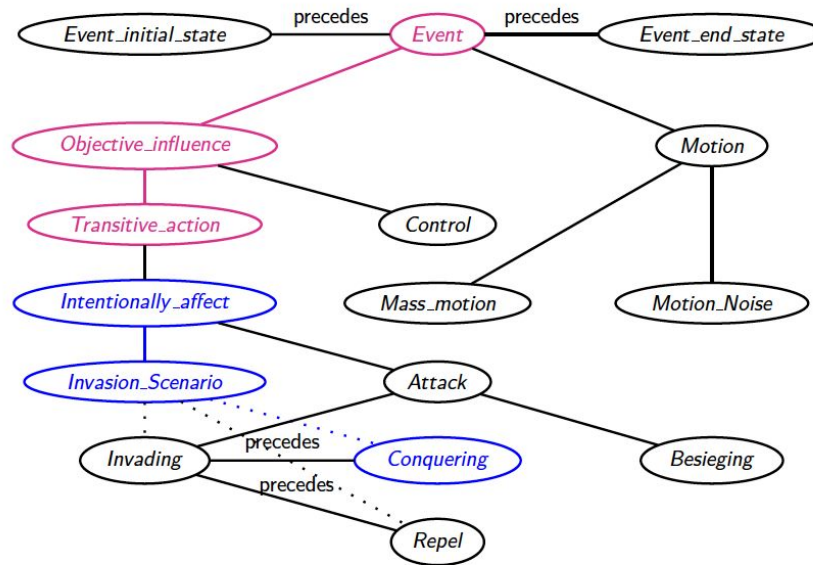 precedes precedes
Event_initial_state Event Event_end_state
Objective_influence Motion
Transitive_action Control
Intentionally_affect Mass_motion Motion_Noise
Invasion_Scenario Attack
precedes
Invading Conquering Besieging
precedes
Repel